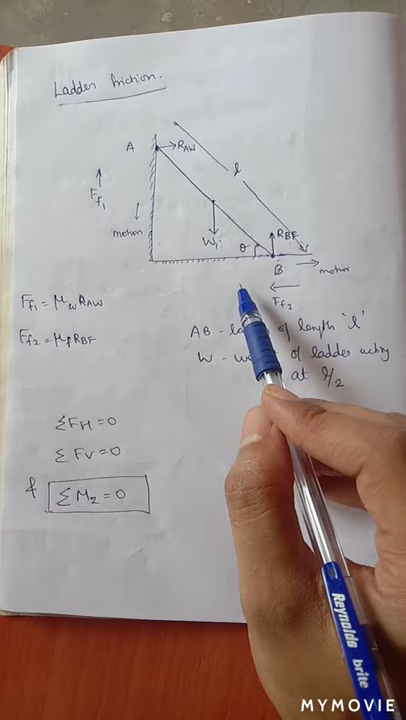 Ladder friction.
A
RAW
l
Ff1
motion
W1
θ
RBF
B
motion
Ff2
Ff1 = μw RAW
Ff2 = μf RBF
AB - of length 'l'
W - of ladder acting
at l/2
ΣFH = 0
ΣFV = 0
& ΣMZ = 0
Reynolds brite
MYMOVIE